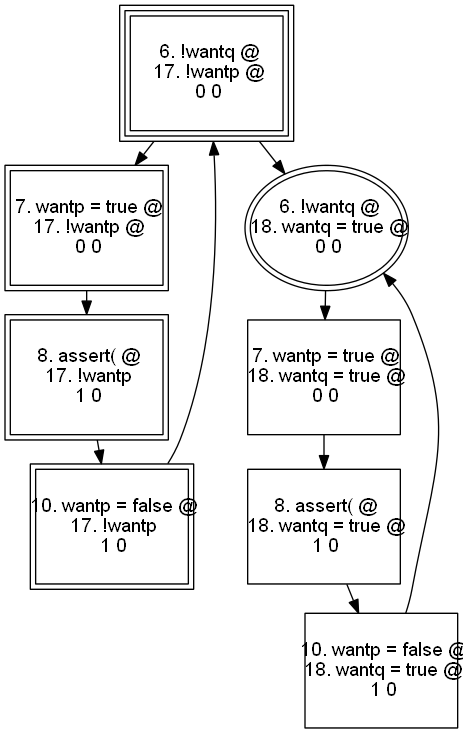 6. !wantq @
17. !wantp @
0 0
7. wantp = true @
17. !wantp @
0 0
6. !wantq @
18. wantq = true @
0 0
8. assert( @
17. !wantp
1 0
7. wantp = true @
18. wantq = true @
0 0
10. wantp = false @
17. !wantp
1 0
8. assert( @
18. wantq = true @
1 0
10. wantp = false @
18. wantq = true @
1 0